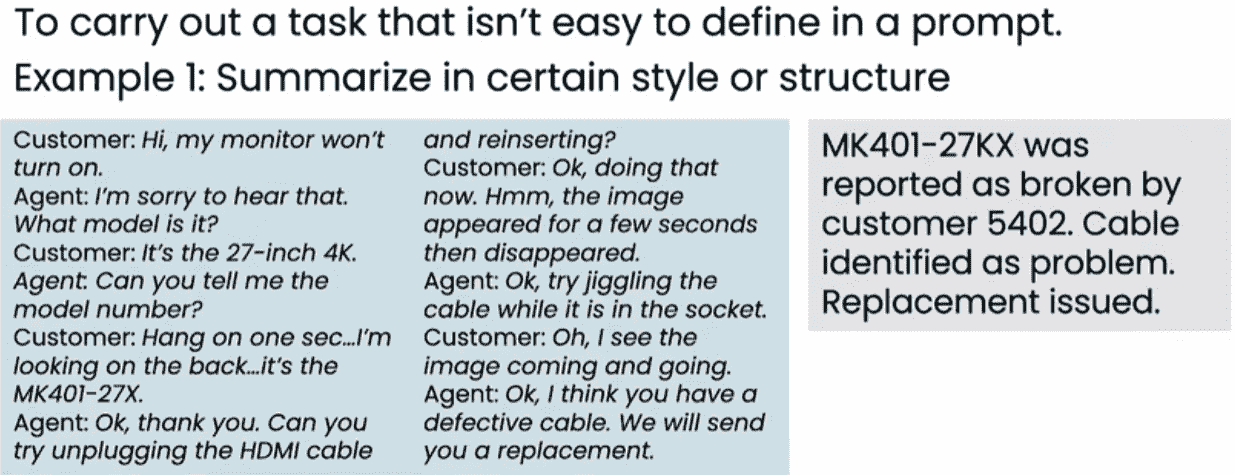 To carry out a task that isn't easy to define in a prompt.
Example 1: Summarize in certain style or structure
Customer: Hi, my monitor won't
turn on.
Agent: I'm sorry to hear that.
What model is it?
Customer: It's the 27-inch 4K.
Agent: Can you tell me the
model number?
Customer: Hang on one sec...I'm
looking on the back...it's the
MK401-27X.
Agent: Ok, thank you. Can you
try unplugging the HDMI cable
and reinserting?
Customer: Ok, doing that
now. Hmm, the image
appeared for a few seconds
then disappeared.
Agent: Ok, try jiggling the
cable while it is in the socket.
Customer: Oh, I see the
image coming and going.
Agent: Ok, I think you have a
defective cable. We will send
you a replacement.
MK401-27KX was
reported as broken by
customer 5402. Cable
identified as problem.
Replacement issued.